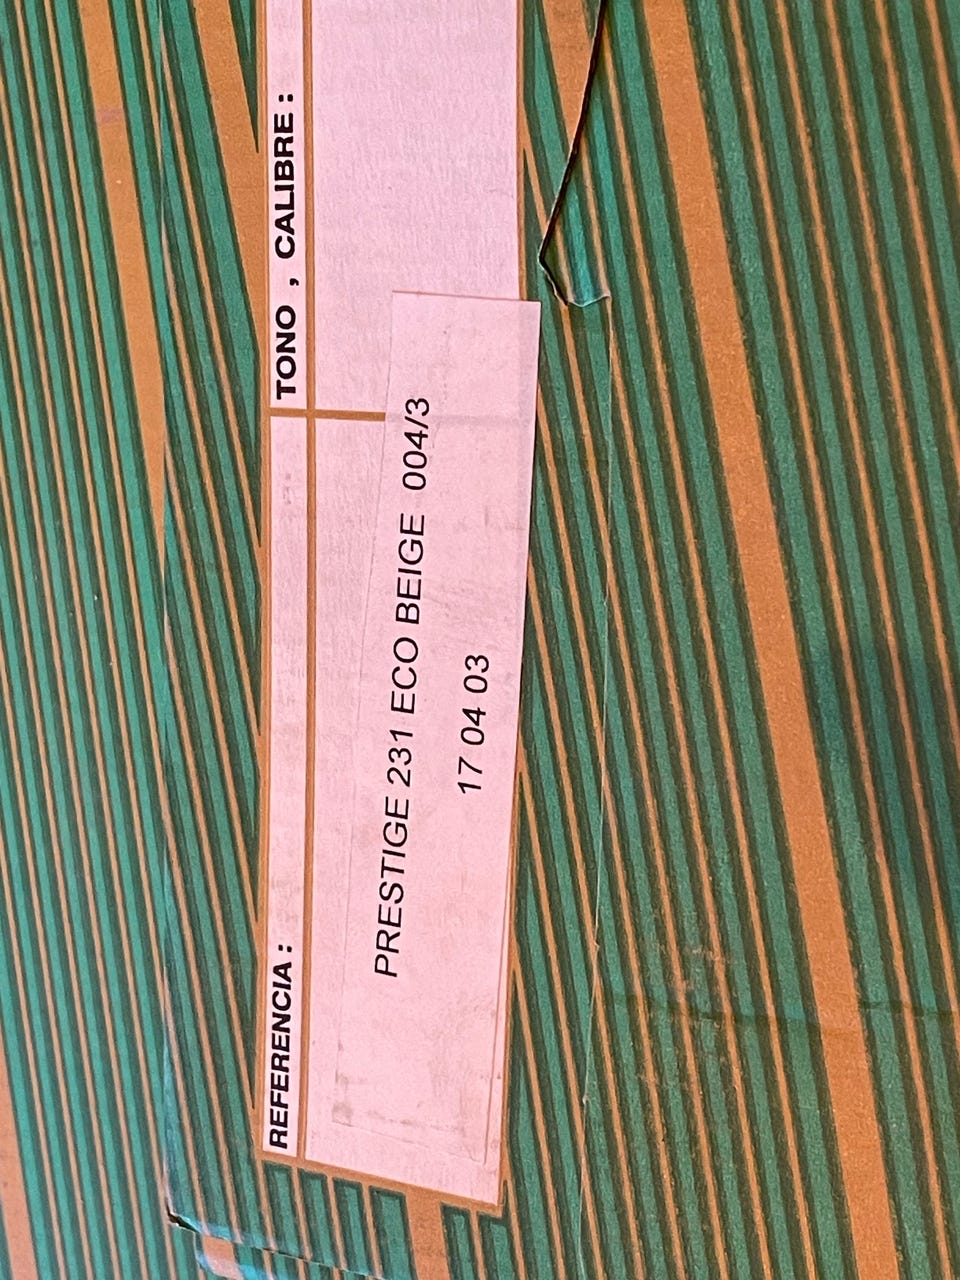 REFERENCIA :
TONO , CALIBRE :
PRESTIGE 231 ECO BEIGE 004/3
17 04 03